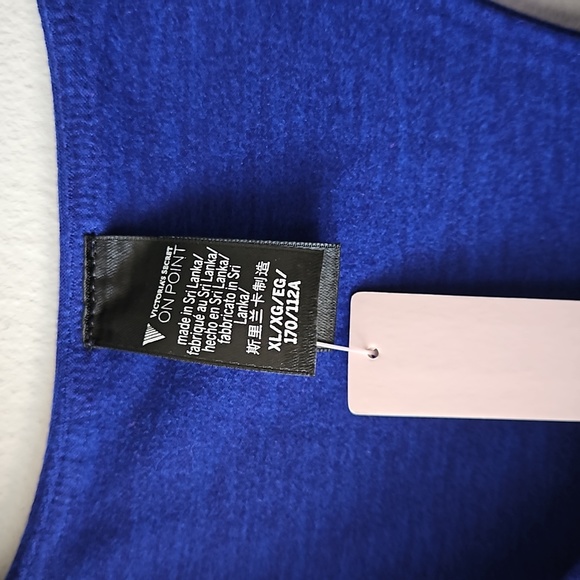 VICTORIA'S SECRET
ON POINT
made in Sri Lanka/
fabriqué au Sri Lanka/
hecho en Sri Lanka/
fabbricato in Sri
Lanka/
斯里兰卡制造
XL/XG/EG/
170/112A